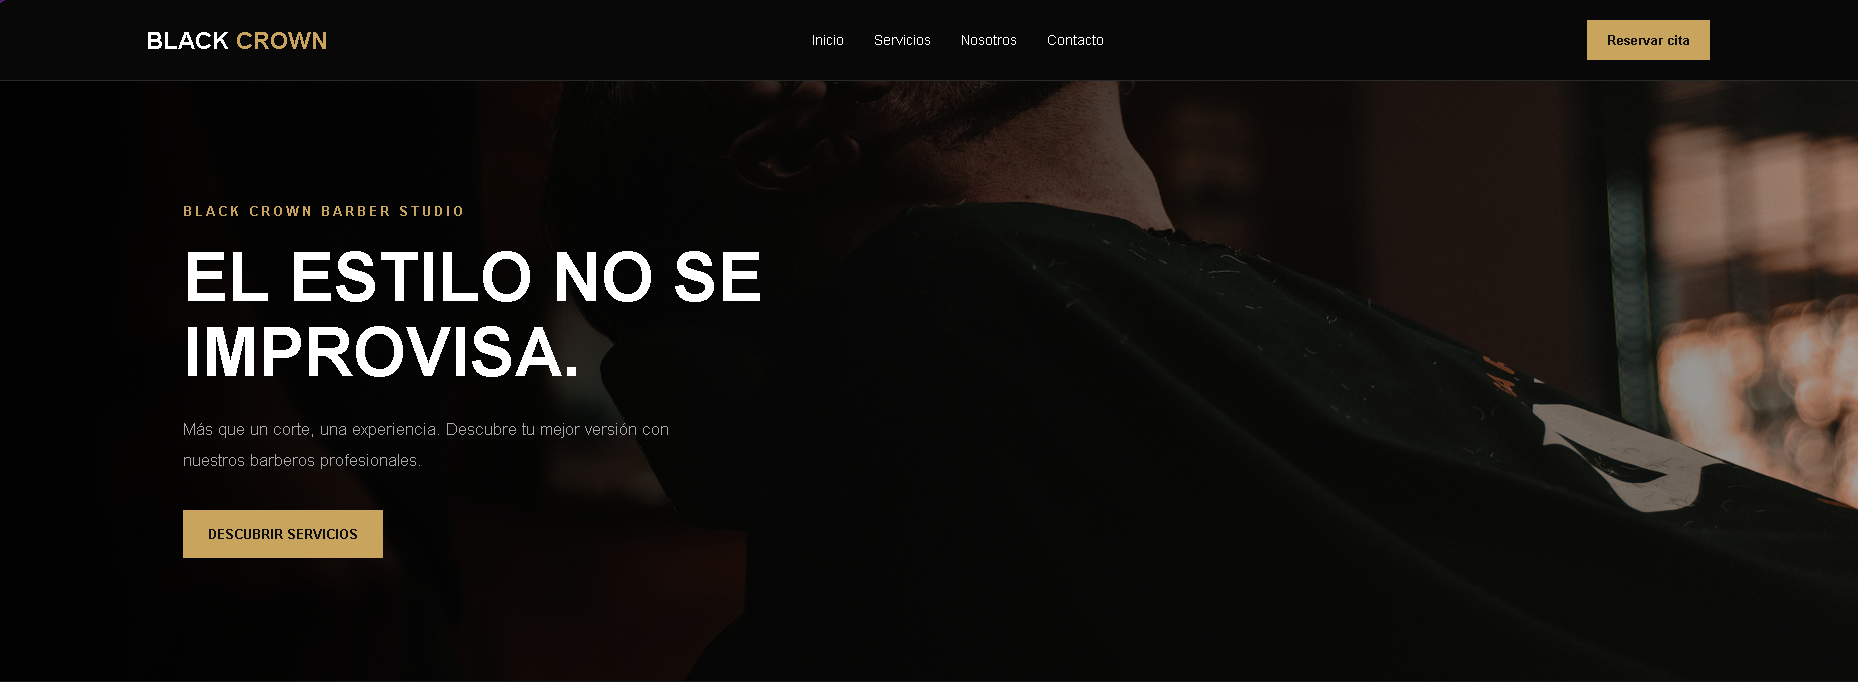 BLACK CROWN
Inicio Servicios Nosotros Contacto
Reservar cita
BLACK CROWN BARBER STUDIO
EL ESTILO NO SE
IMPROVISA.
Más que un corte, una experiencia. Descubre tu mejor versión con
nuestros barberos profesionales.
DESCUBRIR SERVICIOS